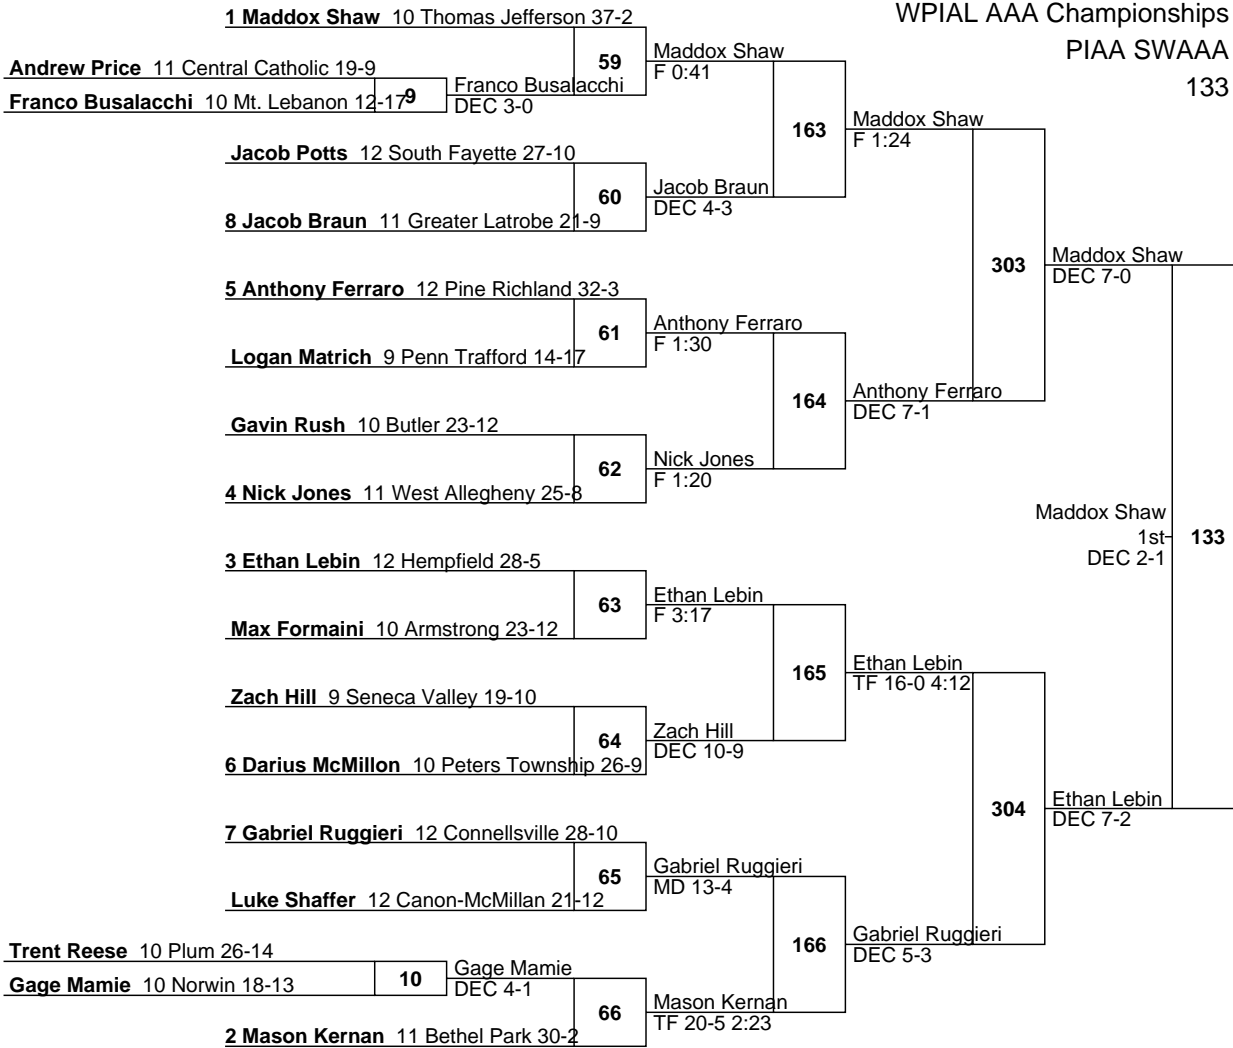 WPIAL AAA Championships
PIAA SWAAA
133
1 Maddox Shaw 10 Thomas Jefferson 37-2
59
Maddox Shaw
F 0:41
Andrew Price 11 Central Catholic 19-9
Franco Busalacchi 10 Mt. Lebanon 12-17
9
Franco Busalacchi
DEC 3-0
163
Maddox Shaw
F 1:24
Jacob Potts 12 South Fayette 27-10
60
Jacob Braun
DEC 4-3
8 Jacob Braun 11 Greater Latrobe 21-9
303
Maddox Shaw
DEC 7-0
5 Anthony Ferraro 12 Pine Richland 32-3
61
Anthony Ferraro
F 1:30
Logan Matrich 9 Penn Trafford 14-17
164
Anthony Ferraro
DEC 7-1
Gavin Rush 10 Butler 23-12
62
Nick Jones
F 1:20
4 Nick Jones 11 West Allegheny 25-8
Maddox Shaw
1st
DEC 2-1
133
3 Ethan Lebin 12 Hempfield 28-5
63
Ethan Lebin
F 3:17
Max Formaini 10 Armstrong 23-12
165
Ethan Lebin
TF 16-0 4:12
Zach Hill 9 Seneca Valley 19-10
64
Zach Hill
DEC 10-9
6 Darius McMillon 10 Peters Township 26-9
304
Ethan Lebin
DEC 7-2
7 Gabriel Ruggieri 12 Connellsville 28-10
65
Gabriel Ruggieri
MD 13-4
Luke Shaffer 12 Canon-McMillan 21-12
166
Gabriel Ruggieri
DEC 5-3
Trent Reese 10 Plum 26-14
Gage Mamie 10 Norwin 18-13
10
Gage Mamie
DEC 4-1
66
Mason Kernan
TF 20-5 2:23
2 Mason Kernan 11 Bethel Park 30-2